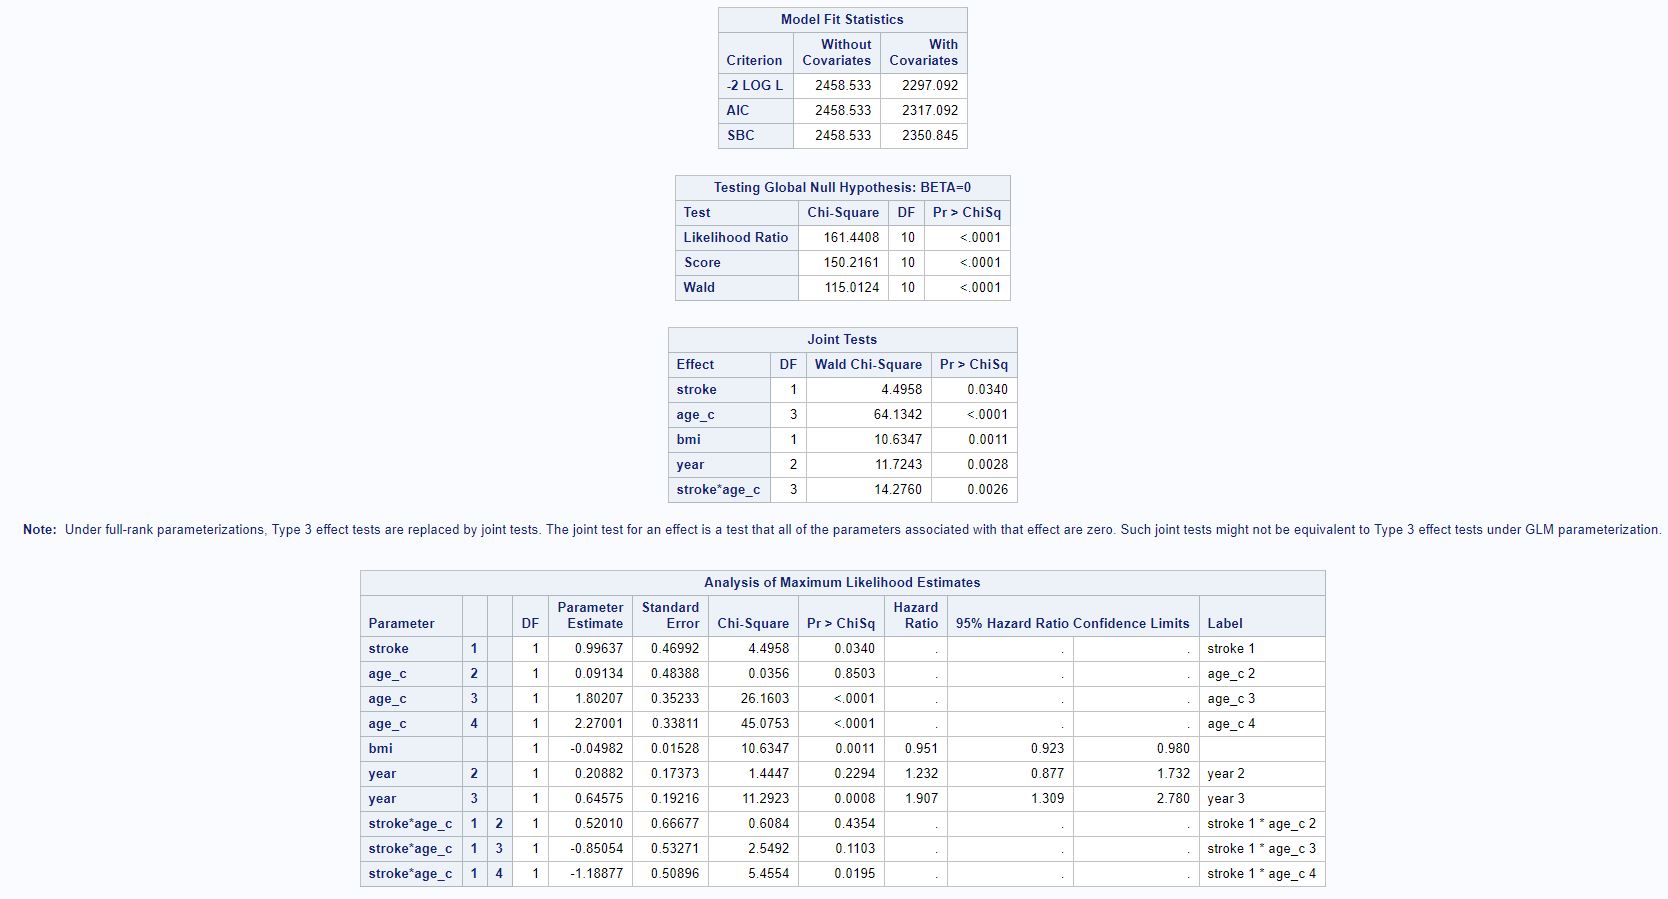 Model Fit Statistics
Criterion Without Covariates With Covariates
-2 LOG L 2458.533 2297.092
AIC 2458.533 2317.092
SBC 2458.533 2350.845
Testing Global Null Hypothesis: BETA=0
Test Chi-Square DF Pr > ChiSq
Likelihood Ratio 161.4408 10 <.0001
Score 150.2161 10 <.0001
Wald 115.0124 10 <.0001
Joint Tests
Effect DF Wald Chi-Square Pr > ChiSq
stroke 1 4.4958 0.0340
age_c 3 64.1342 <.0001
bmi 1 10.6347 0.0011
year 2 11.7243 0.0028
stroke*age_c 3 14.2760 0.0026
Note: Under full-rank parameterizations, Type 3 effect tests are replaced by joint tests. The joint test for an effect is a test that all of the parameters associated with that effect are zero. Such joint tests might not be equivalent to Type 3 effect tests under GLM parameterization.
Analysis of Maximum Likelihood Estimates
Parameter DF Parameter Estimate Standard Error Chi-Square Pr > ChiSq Hazard Ratio 95% Hazard Ratio Confidence Limits Label
stroke 1 1 0.99637 0.46992 4.4958 0.0340 . . . stroke 1
age_c 2 1 0.09134 0.48388 0.0356 0.8503 . . . age_c 2
age_c 3 1 1.80207 0.35233 26.1603 <.0001 . . . age_c 3
age_c 4 1 2.27001 0.33811 45.0753 <.0001 . . . age_c 4
bmi 1 -0.04982 0.01528 10.6347 0.0011 0.951 0.923 0.980
year 2 1 0.20882 0.17373 1.4447 0.2294 1.232 0.877 1.732 year 2
year 3 1 0.64575 0.19216 11.2923 0.0008 1.907 1.309 2.780 year 3
stroke*age_c 1 2 1 0.52010 0.66677 0.6084 0.4354 . . . stroke 1 * age_c 2
stroke*age_c 1 3 1 -0.85054 0.53271 2.5492 0.1103 . . . stroke 1 * age_c 3
stroke*age_c 1 4 1 -1.18877 0.50896 5.4554 0.0195 . . . stroke 1 * age_c 4